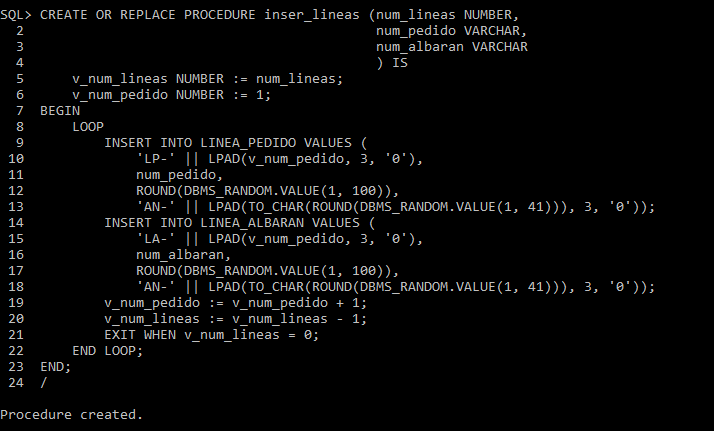 SQL> CREATE OR REPLACE PROCEDURE inser_lineas (num_lineas NUMBER,
  2                                            num_pedido VARCHAR,
  3                                            num_albaran VARCHAR
  4                                            ) IS
  5      v_num_lineas NUMBER := num_lineas;
  6      v_num_pedido NUMBER := 1;
  7  BEGIN
  8      LOOP
  9          INSERT INTO LINEA_PEDIDO VALUES (
 10              'LP-' || LPAD(v_num_pedido, 3, '0'),
 11              num_pedido,
 12              ROUND(DBMS_RANDOM.VALUE(1, 100)),
 13              'AN-' || LPAD(TO_CHAR(ROUND(DBMS_RANDOM.VALUE(1, 41))), 3, '0'));
 14          INSERT INTO LINEA_ALBARAN VALUES (
 15              'LA-' || LPAD(v_num_pedido, 3, '0'),
 16              num_albaran,
 17              ROUND(DBMS_RANDOM.VALUE(1, 100)),
 18              'AN-' || LPAD(TO_CHAR(ROUND(DBMS_RANDOM.VALUE(1, 41))), 3, '0'));
 19          v_num_pedido := v_num_pedido + 1;
 20          v_num_lineas := v_num_lineas - 1;
 21          EXIT WHEN v_num_lineas = 0;
 22      END LOOP;
 23  END;
 24  /
Procedure created.